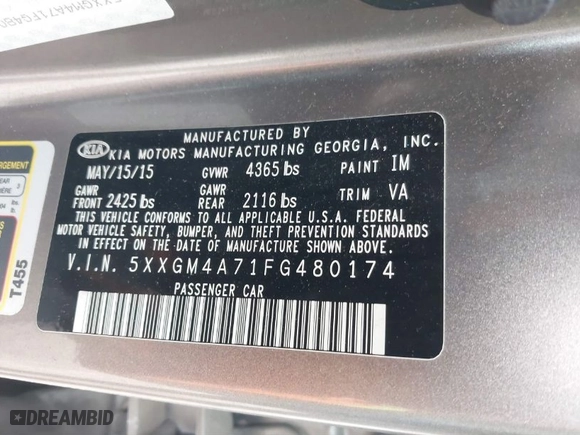 MANUFACTURED BY
KIA KIA MOTORS MANUFACTURING GEORGIA, INC.
MAY/15/15 GVWR 4365 lbs PAINT IM
GAWR FRONT 2425 lbs GAWR REAR 2116 lbs TRIM VA
THIS VEHICLE CONFORMS TO ALL APPLICABLE U.S.A. FEDERAL
MOTOR VEHICLE SAFETY, BUMPER, AND THEFT PREVENTION STANDARDS
IN EFFECT ON THE DATE OF MANUFACTURE SHOWN ABOVE.
V.I.N. 5XXGM4A71FG480174
PASSENGER CAR
T455
DREAMBID